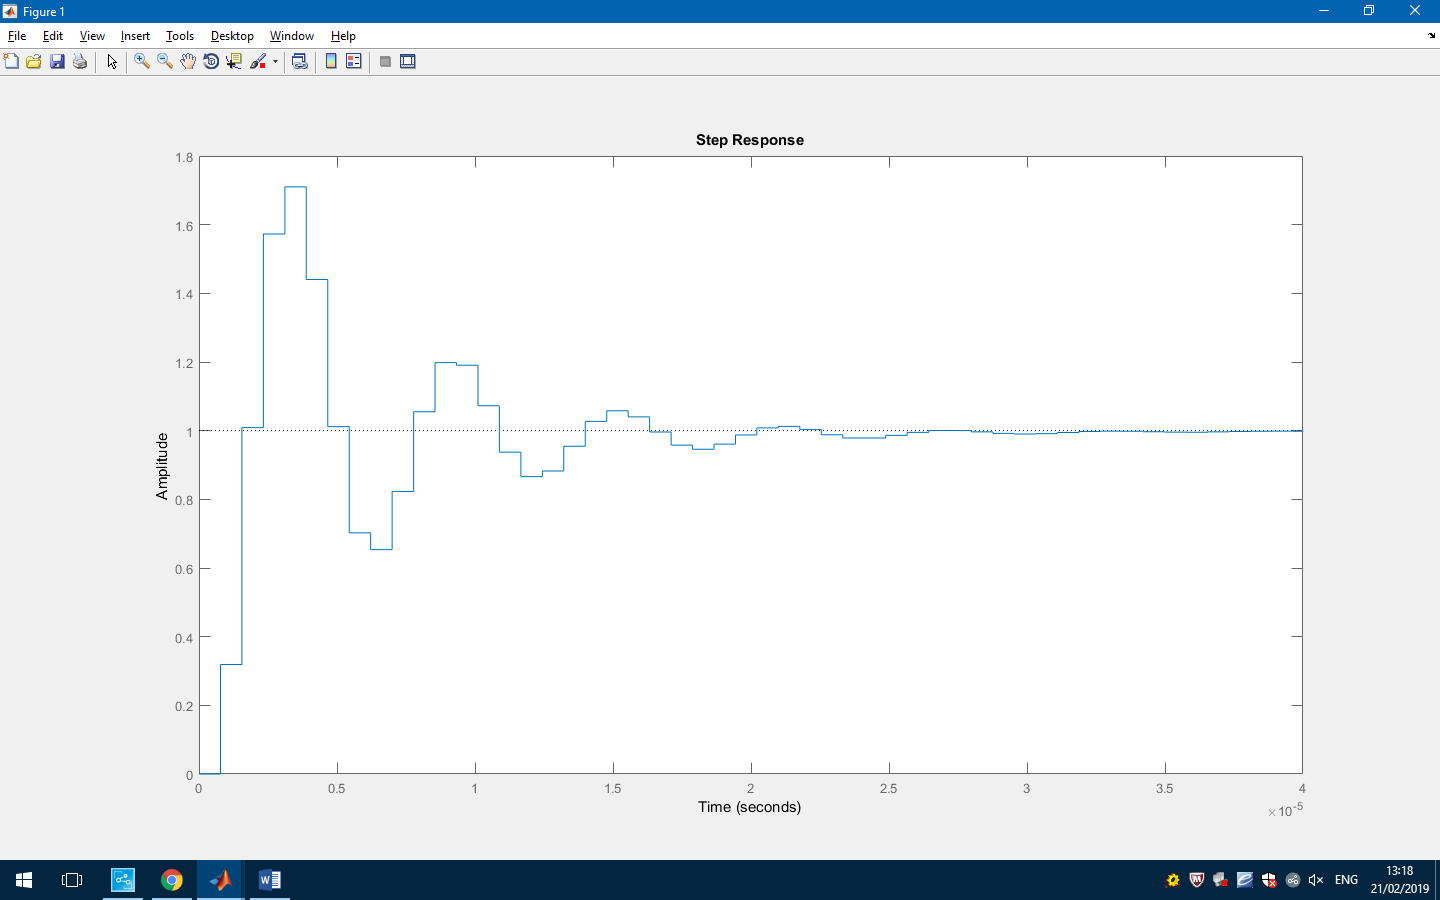 Figure 1
File Edit View Insert Tools Desktop Window Help
Step Response
1.8
1.6
1.4
1.2
1
0.8
0.6
0.4
0.2
0
Amplitude
0 0.5 1 1.5 2 2.5 3 3.5 4
Time (seconds)
×10-5
ENG
13:18
21/02/2019